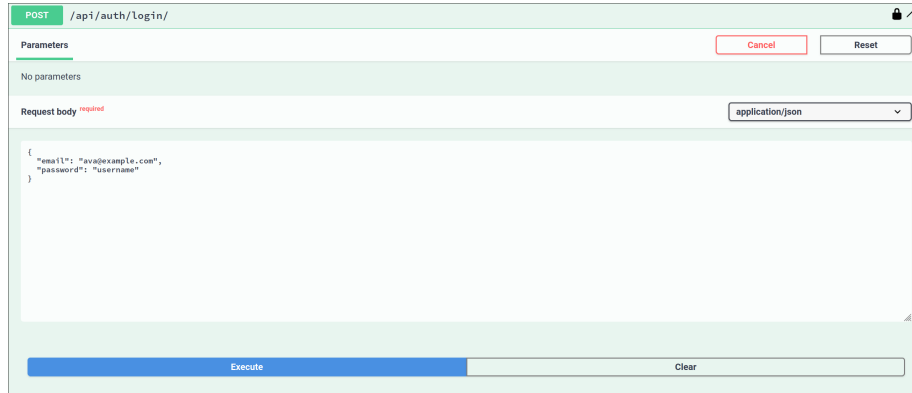 POST /api/auth/login/
Parameters Cancel Reset
No parameters
Request body required application/json
{
"email": "ava@example.com",
"password": "username"
}
Execute Clear